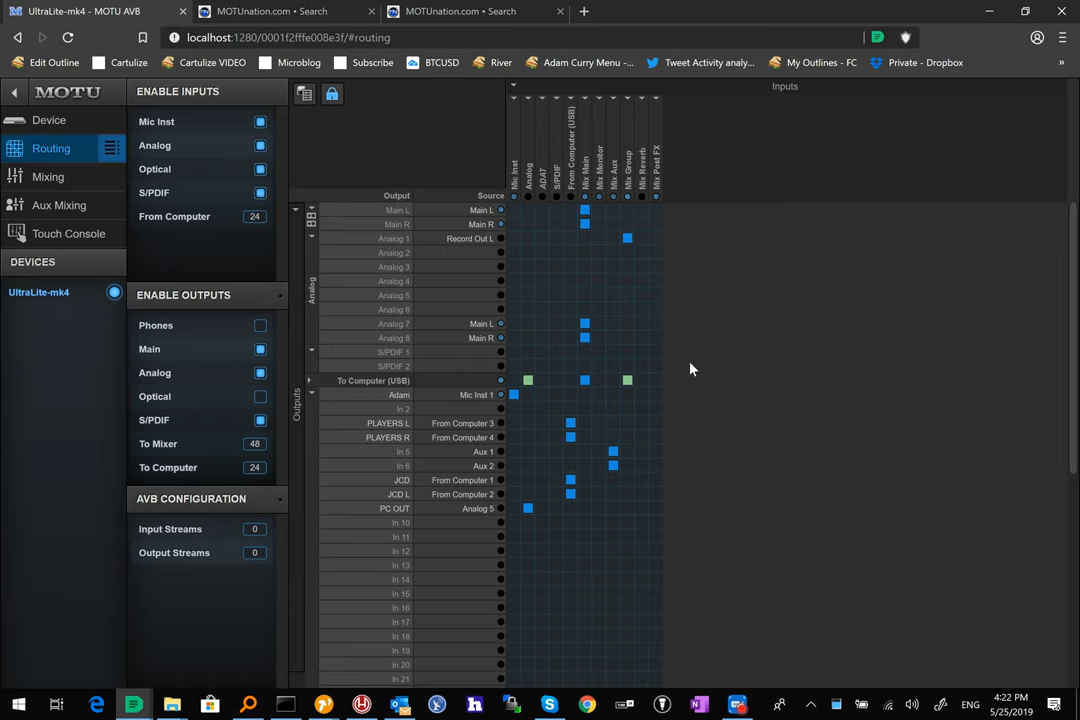 UltraLite-mk4 - MOTU AVB
MOTUnation.com • Search
MOTUnation.com • Search
localhost:1280/0001f2fffe008e3f/#routing
Edit Outline
Cartulize
Cartulize VIDEO
Microblog
Subscribe
BTCUSD
River
Adam Curry Menu -...
Tweet Activity analy...
My Outlines - FC
Private - Dropbox
»
MOTU
Device
Routing
Mixing
Aux Mixing
Touch Console
DEVICES
UltraLite-mk4
ENABLE INPUTS
Mic Inst
Analog
Optical
S/PDIF
From Computer 24
ENABLE OUTPUTS
Phones
Main
Analog
Optical
S/PDIF
To Mixer 48
To Computer 24
AVB CONFIGURATION
Input Streams 0
Output Streams 0
Inputs
Mic Inst
Analog
ADAT
S/PDIF
From Computer (USB)
Mix Main
Mix Monitor
Mix Aux
Mix Group
Mix Reverb
Mix Post FX
Output Source
Outputs
Analog
Main L Main L
Main R Main R
Analog 1 Record Out L
Analog 2
Analog 3
Analog 4
Analog 5
Analog 6
Analog 7 Main L
Analog 8 Main R
S/PDIF 1
S/PDIF 2
To Computer (USB)
Adam Mic Inst 1
In 2
PLAYERS L From Computer 3
PLAYERS R From Computer 4
In 5 Aux 1
In 6 Aux 2
JCD From Computer 1
JCD L From Computer 2
PC OUT Analog 5
In 10
In 11
In 12
In 13
In 14
In 15
In 16
In 17
In 18
In 19
In 20
In 21
ENG
4:22 PM
5/25/2019